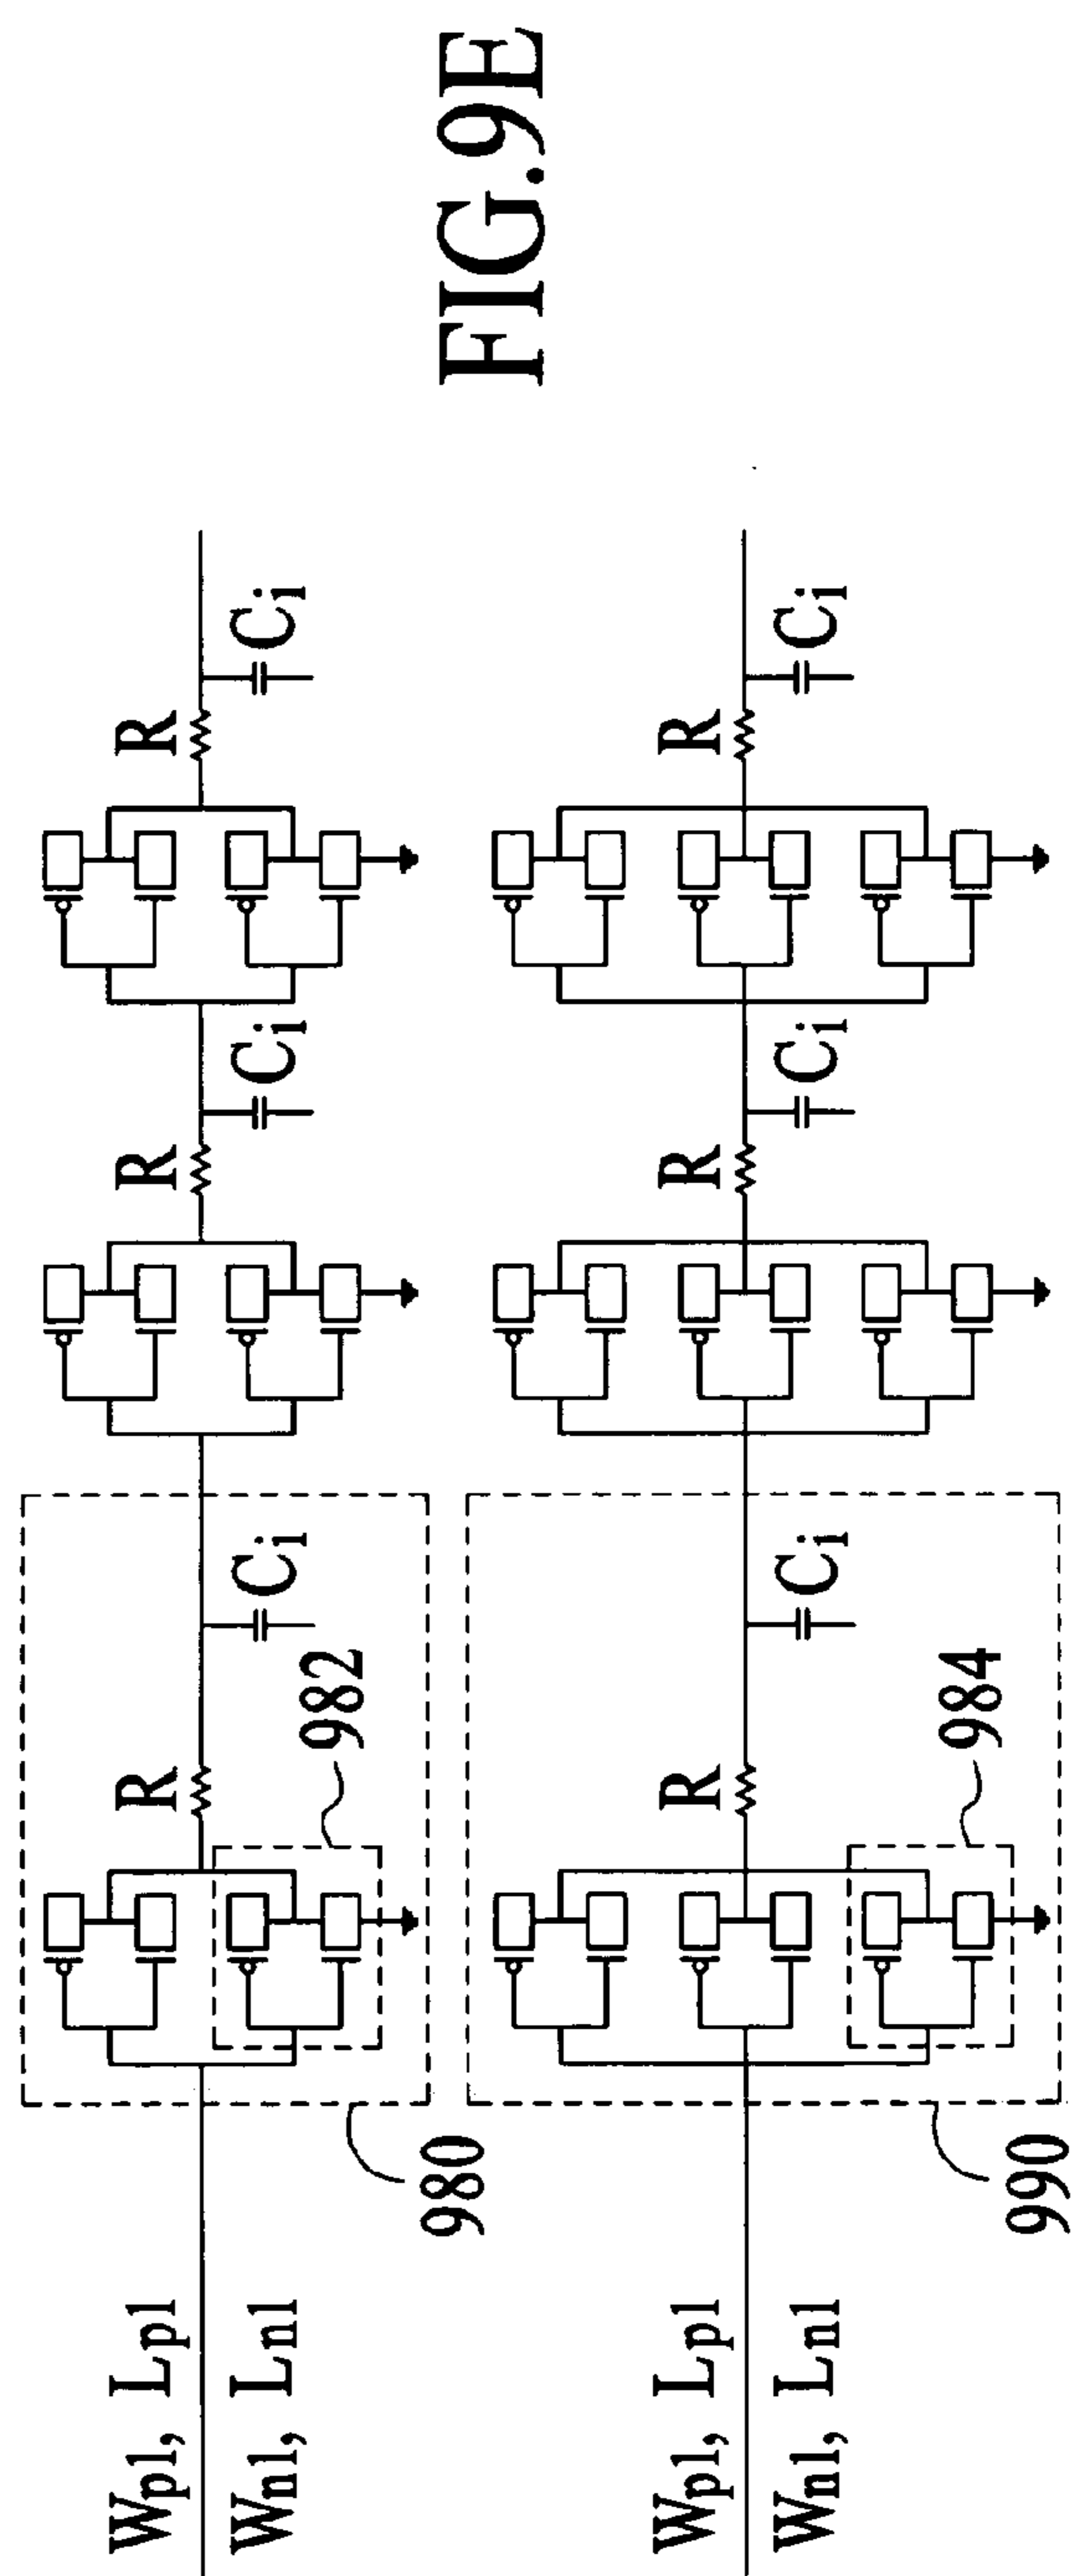 Wp1, Lp1
R
R
R
Wn1, Ln1
Ci
Ci
Ci
982
980
Wp1, Lp1
R
R
R
Wn1, Ln1
Ci
Ci
Ci
984
990
FIG.9E